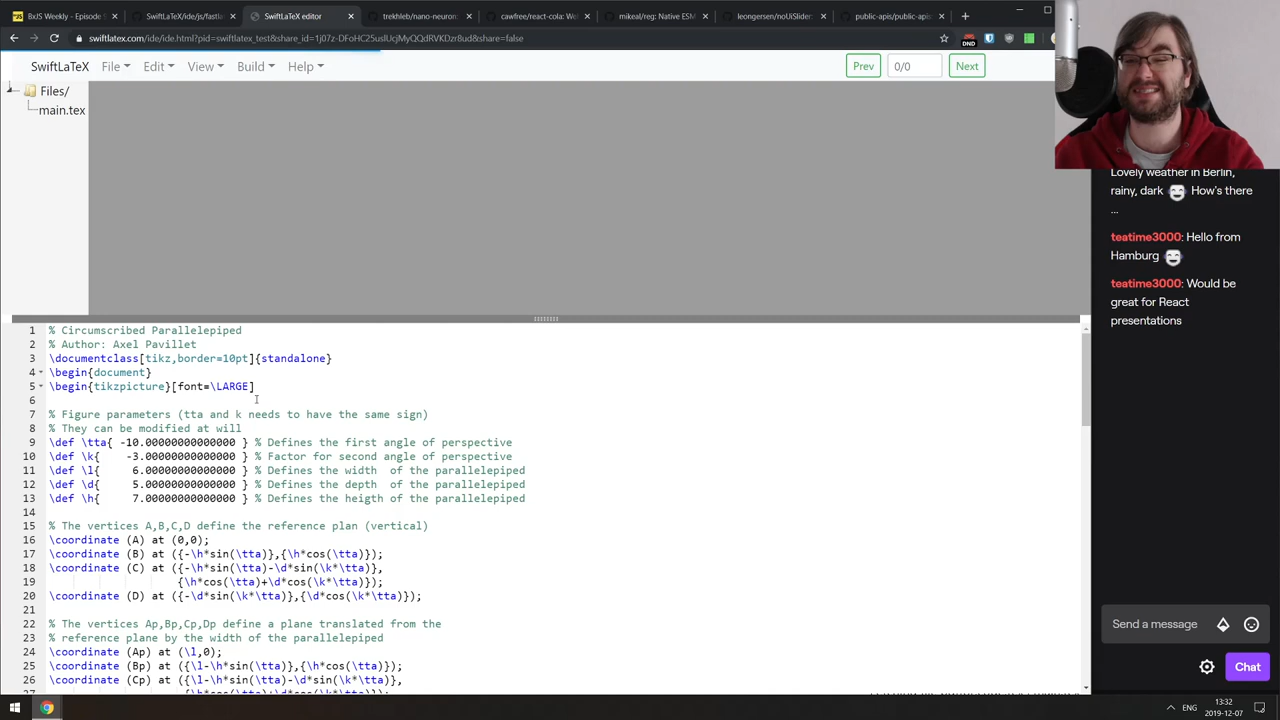 BxJS Weekly - Episode 9
SwiftLaTeX/ide/js/fastla
SwiftLaTeX editor
trekhleb/nano-neuron:
cawfree/react-cola: We
mikeal/reg: Native ESM
leongersen/noUiSlider:
public-apis/public-apis:
swiftlatex.com/ide/ide.html?pid=swiftlatex_test&share_id=1j07z-DFoHC25uslUcjMyQQdRVKDzr8ud&share=false
DND
SwiftLaTeX File Edit View Build Help Prev 0/0 Next
Files/
main.tex
1 % Circumscribed Parallelepiped
2 % Author: Axel Pavillet
3 \documentclass[tikz,border=10pt]{standalone}
4 \begin{document}
5 \begin{tikzpicture}[font=\LARGE]
6
7 % Figure parameters (tta and k needs to have the same sign)
8 % They can be modified at will
9 \def \tta{ -10.00000000000000 } % Defines the first angle of perspective
10 \def \k{ -3.00000000000000 } % Factor for second angle of perspective
11 \def \l{ 6.00000000000000 } % Defines the width of the parallelepiped
12 \def \d{ 5.00000000000000 } % Defines the depth of the parallelepiped
13 \def \h{ 7.00000000000000 } % Defines the heigth of the parallelepiped
14
15 % The vertices A,B,C,D define the reference plan (vertical)
16 \coordinate (A) at (0,0);
17 \coordinate (B) at ({-\h*sin(\tta)},{\h*cos(\tta)});
18 \coordinate (C) at ({-\h*sin(\tta)-\d*sin(\k*\tta)},
19 {\h*cos(\tta)+\d*cos(\k*\tta)});
20 \coordinate (D) at ({-\d*sin(\k*\tta)},{\d*cos(\k*\tta)});
21
22 % The vertices Ap,Bp,Cp,Dp define a plane translated from the
23 % reference plane by the width of the parallelepiped
24 \coordinate (Ap) at (\l,0);
25 \coordinate (Bp) at ({\l-\h*sin(\tta)},{\h*cos(\tta)});
26 \coordinate (Cp) at ({\l-\h*sin(\tta)-\d*sin(\k*\tta)},
27 {\h*cos(\tta)+\d*cos(\k*\tta)});
Lovely weather in Berlin,
rainy, dark How's there
...
teatime3000: Hello from
Hamburg
teatime3000: Would be
great for React
presentations
Send a message
Chat
ENG
13:32
2019-12-07